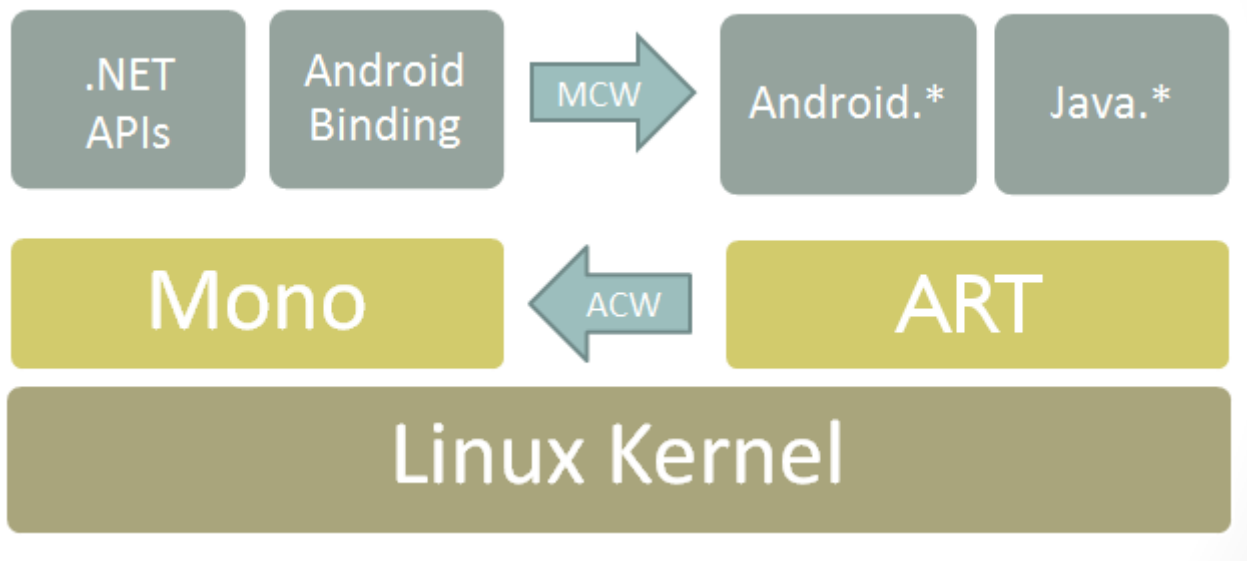 .NET
APIs
Android
Binding
MCW
Android.*
Java.*
Mono
ACW
ART
Linux Kernel